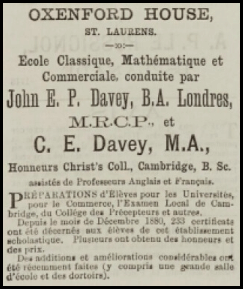 OXENFORD HOUSE,
ST. LAURENS.
—:o:—
Ecole Classique, Mathématique et
Commerciale, conduite par
John E. P. Davey, B.A. Londres,
M.R.C.P., et
C. E. Davey, M.A.,
Honneurs Christ's Coll., Cambridge, B. Sc.
assistés de Professeurs Anglais et Français.
PRÉPARATIONS d'Elèves pour les Universités,
pour le Commerce, l'Examen Local de Cam-
bridge, du Collége des Précepteurs et autres.
Depuis le mois de Décembre 1880, 233 certificats
ont été décernés aux élèves de cet établissement
scholastique. Plusieurs ont obtenu des honneurs et
des prix.
Des additions et améliorations considérables ont
été récemment faites (y compris une grande salle
d'école et des dortoirs).